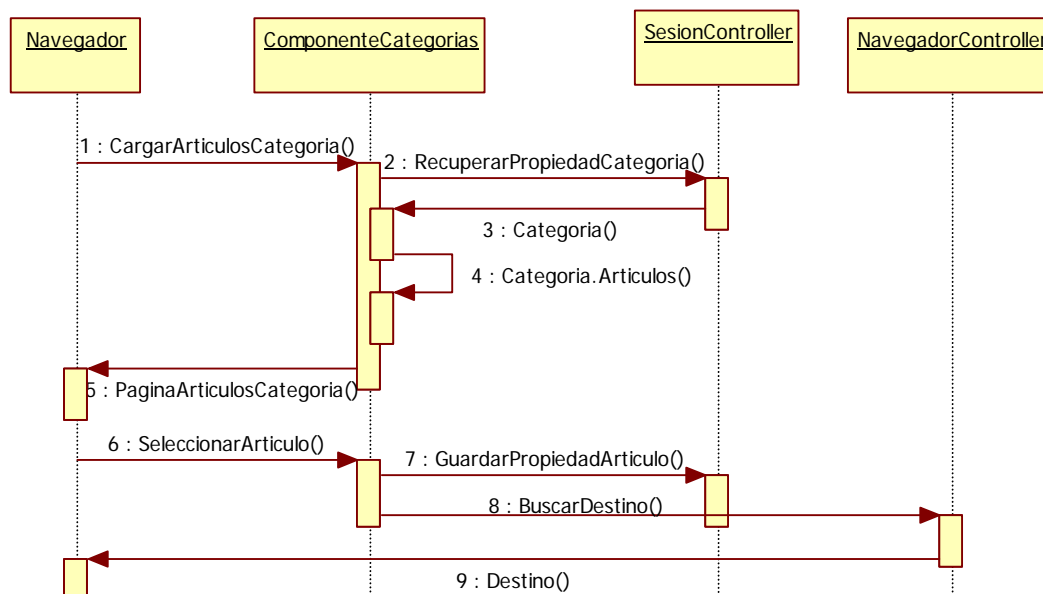 Navegador
ComponenteCategorias
SesionController
NavegadorController
1 : CargarArticulosCategoria()
2 : RecuperarPropiedadCategoria()
3 : Categoria()
4 : Categoria.Articulos()
5 : PaginaArticulosCategoria()
6 : SeleccionarArticulo()
7 : GuardarPropiedadArticulo()
8 : BuscarDestino()
9 : Destino()